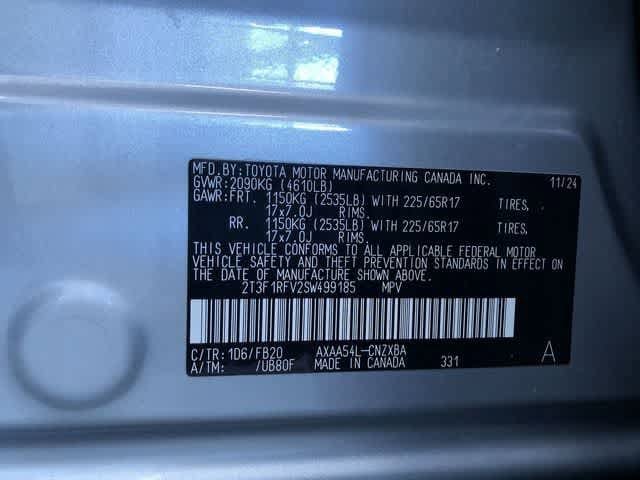 MFD.BY:TOYOTA MOTOR MANUFACTURING CANADA INC. 11/24
GVWR:2090KG (4610LB)
GAWR:FRT. 1150KG (2535LB) WITH 225/65R17 TIRES,
17x7.0J RIMS.
RR. 1150KG (2535LB) WITH 225/65R17 TIRES,
17x7.0J RIMS.
THIS VEHICLE CONFORMS TO ALL APPLICABLE FEDERAL MOTOR
VEHICLE SAFETY AND THEFT PREVENTION STANDARDS IN EFFECT ON
THE DATE OF MANUFACTURE SHOWN ABOVE.
2T3F1RFV2SW499185 MPV
C/TR:1D6/FB20 AXAA54L-CNZXBA
A/TM: /UB80F MADE IN CANADA 331 A